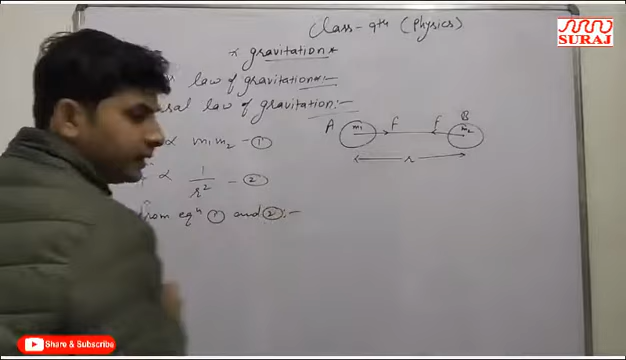 Class-9th (Physics)
* gravitation *
law of gravitation:-
law of gravitation:-
∝ m₁m₂ - ①
∝ 1/r² - ②
from eqⁿ ① and ②:-
A m₁ F F B m₂
r
SURAJ
Share & Subscribe